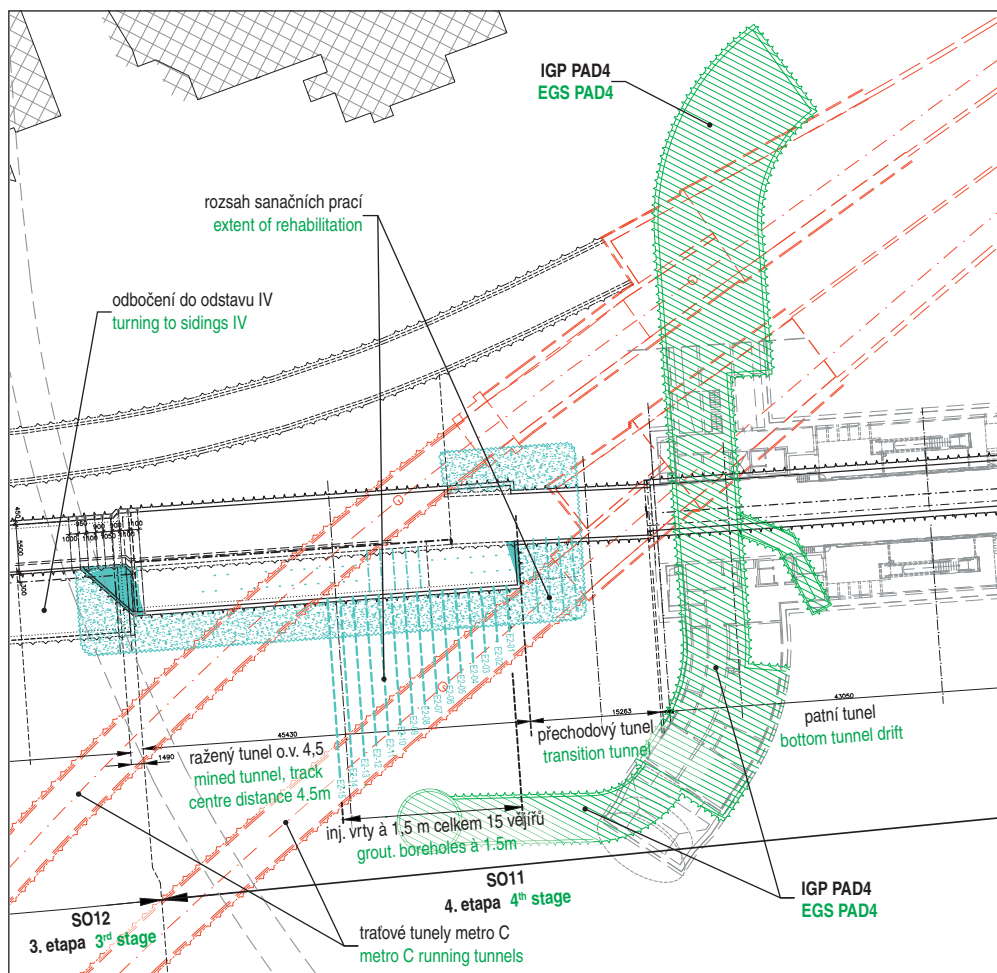 IGP PAD4
EGS PAD4
rozsah sanačních prací
extent of rehabilitation
odbočení do odstavu IV
turning to sidings IV
45430
1490
15263
43050
ražený tunel o.v. 4,5
mined tunnel, track
centre distance 4.5m
přechodový tunel
transition tunnel
patní tunel
bottom tunnel drift
inj. vrty à 1,5 m celkem 15 vějířů
grout. boreholes à 1.5m
SO11
4. etapa 4th stage
SO12
3. etapa 3rd stage
IGP PAD4
EGS PAD4
traťové tunely metro C
metro C running tunnels